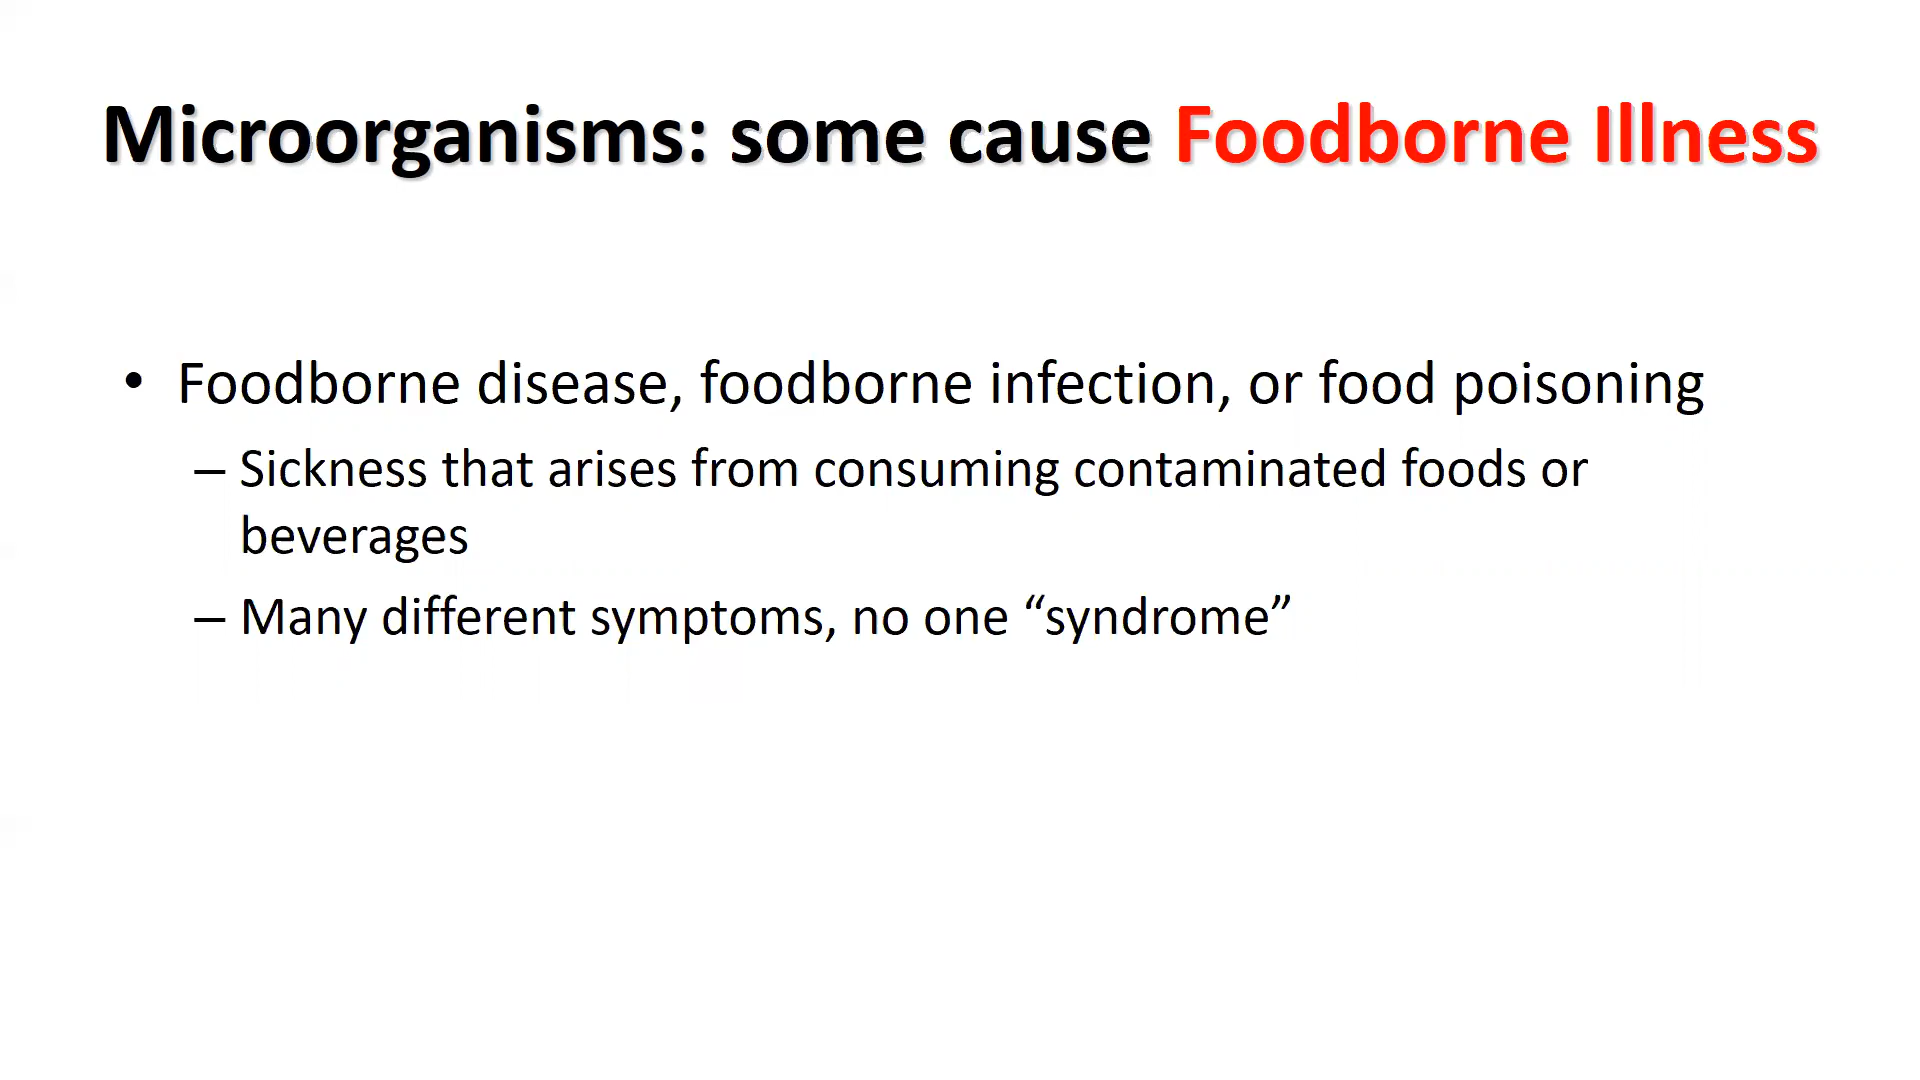 Microorganisms: some cause Foodborne Illness
• Foodborne disease, foodborne infection, or food poisoning
– Sickness that arises from consuming contaminated foods or
beverages
– Many different symptoms, no one “syndrome”